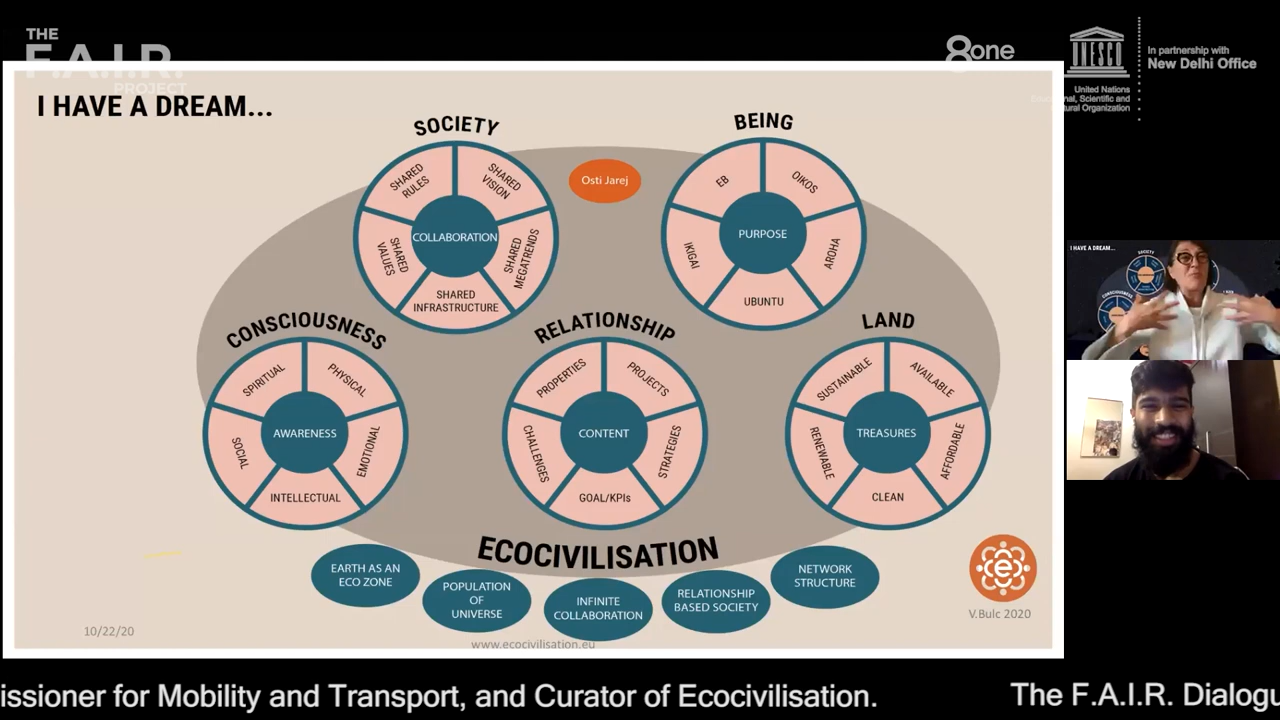 THE
F.A.I.R.
PROJECT
8one
UNESCO
United Nations
nal, Scientific and
tural Organization
In partnership with
New Delhi Office
I HAVE A DREAM...
SOCIETY
SHARED
RULES
SHARED
VISION
SHARED
VALUES
SHARED
MEGATRENDS
SHARED
INFRASTRUCTURE
COLLABORATION
Osti Jarej
BEING
EB
OIKOS
IKIGAI
AROHA
UBUNTU
PURPOSE
CONSCIOUSNESS
SPIRITUAL
PHYSICAL
SOCIAL
EMOTIONAL
INTELLECTUAL
AWARENESS
RELATIONSHIP
PROPERTIES
PROJECTS
CHALLENGES
STRATEGIES
GOAL/KPIs
CONTENT
LAND
SUSTAINABLE
AVAILABLE
RENEWABLE
AFFORDABLE
CLEAN
TREASURES
I HAVE A DREAM...
SOCIETY
ECOCIVILISATION
EARTH AS AN
ECO ZONE
POPULATION
OF
UNIVERSE
INFINITE
COLLABORATION
RELATIONSHIP
BASED SOCIETY
NETWORK
STRUCTURE
e
V.Bulc 2020
10/22/20
www.ecocivilisation.eu
issioner for Mobility and Transport, and Curator of Ecocivilisation.
The F.A.I.R. Dialogu